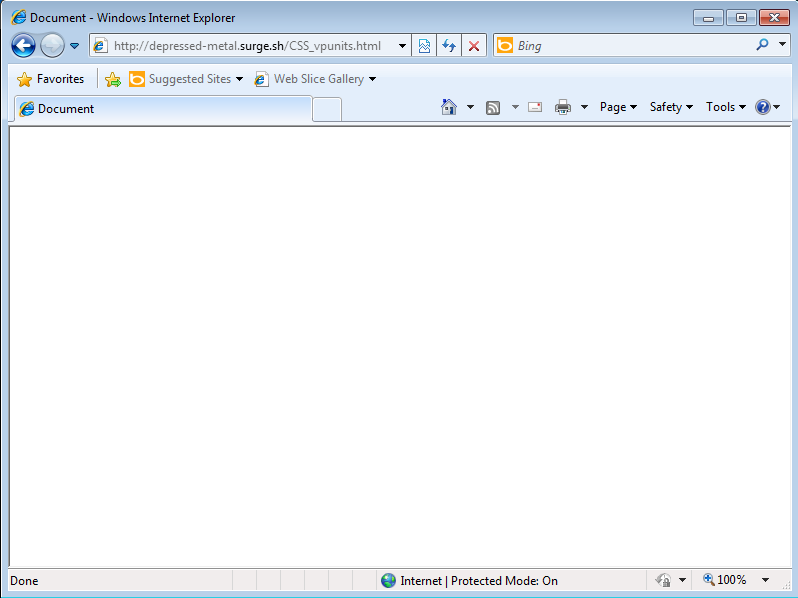 Document - Windows Internet Explorer
http://depressed-metal.surge.sh/CSS_vpunits.html Bing
Favorites Suggested Sites Web Slice Gallery
Document Page Safety Tools
Done Internet | Protected Mode: On 100%